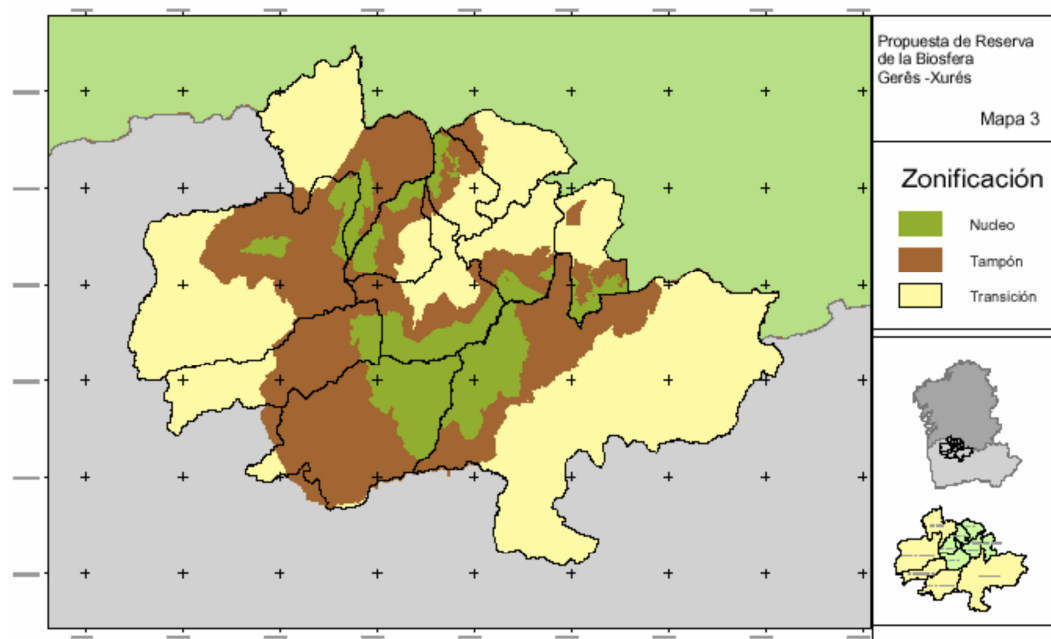 Propuesta de Reserva
de la Biosfera
Gerês -Xurés
Mapa 3
Zonificación
Nucleo
Tampón
Transición